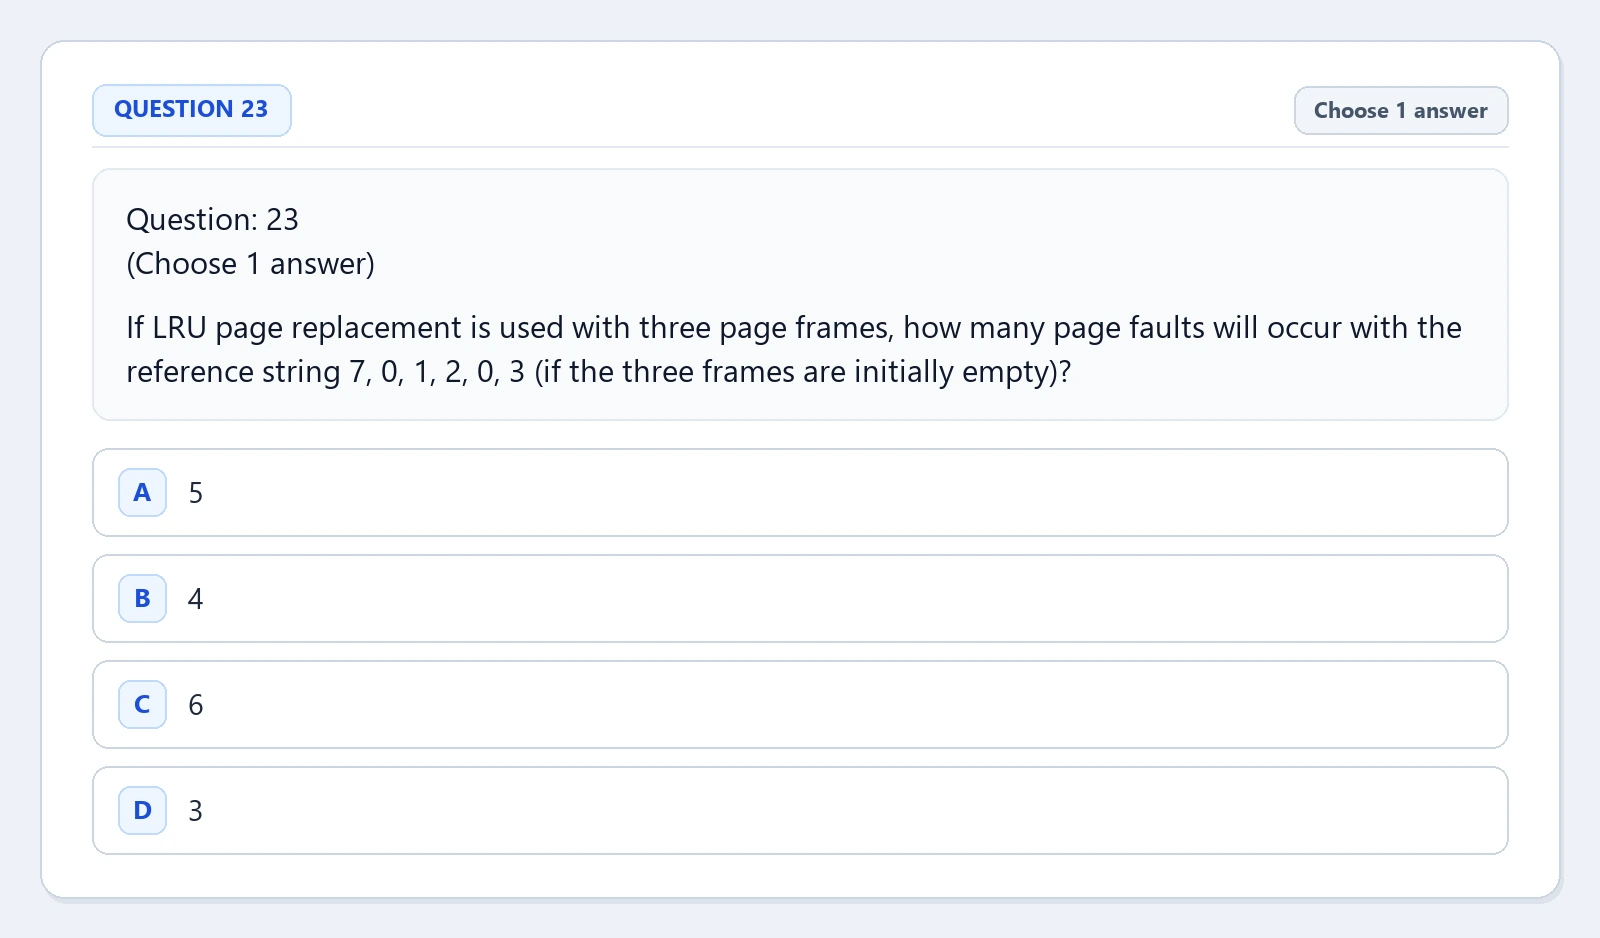 QUESTION 23
Choose 1 answer
Question: 23
(Choose 1 answer)
If LRU page replacement is used with three page frames, how many page faults will occur with the
reference string 7, 0, 1, 2, 0, 3 (if the three frames are initially empty)?
A 5
B 4
C 6
D 3